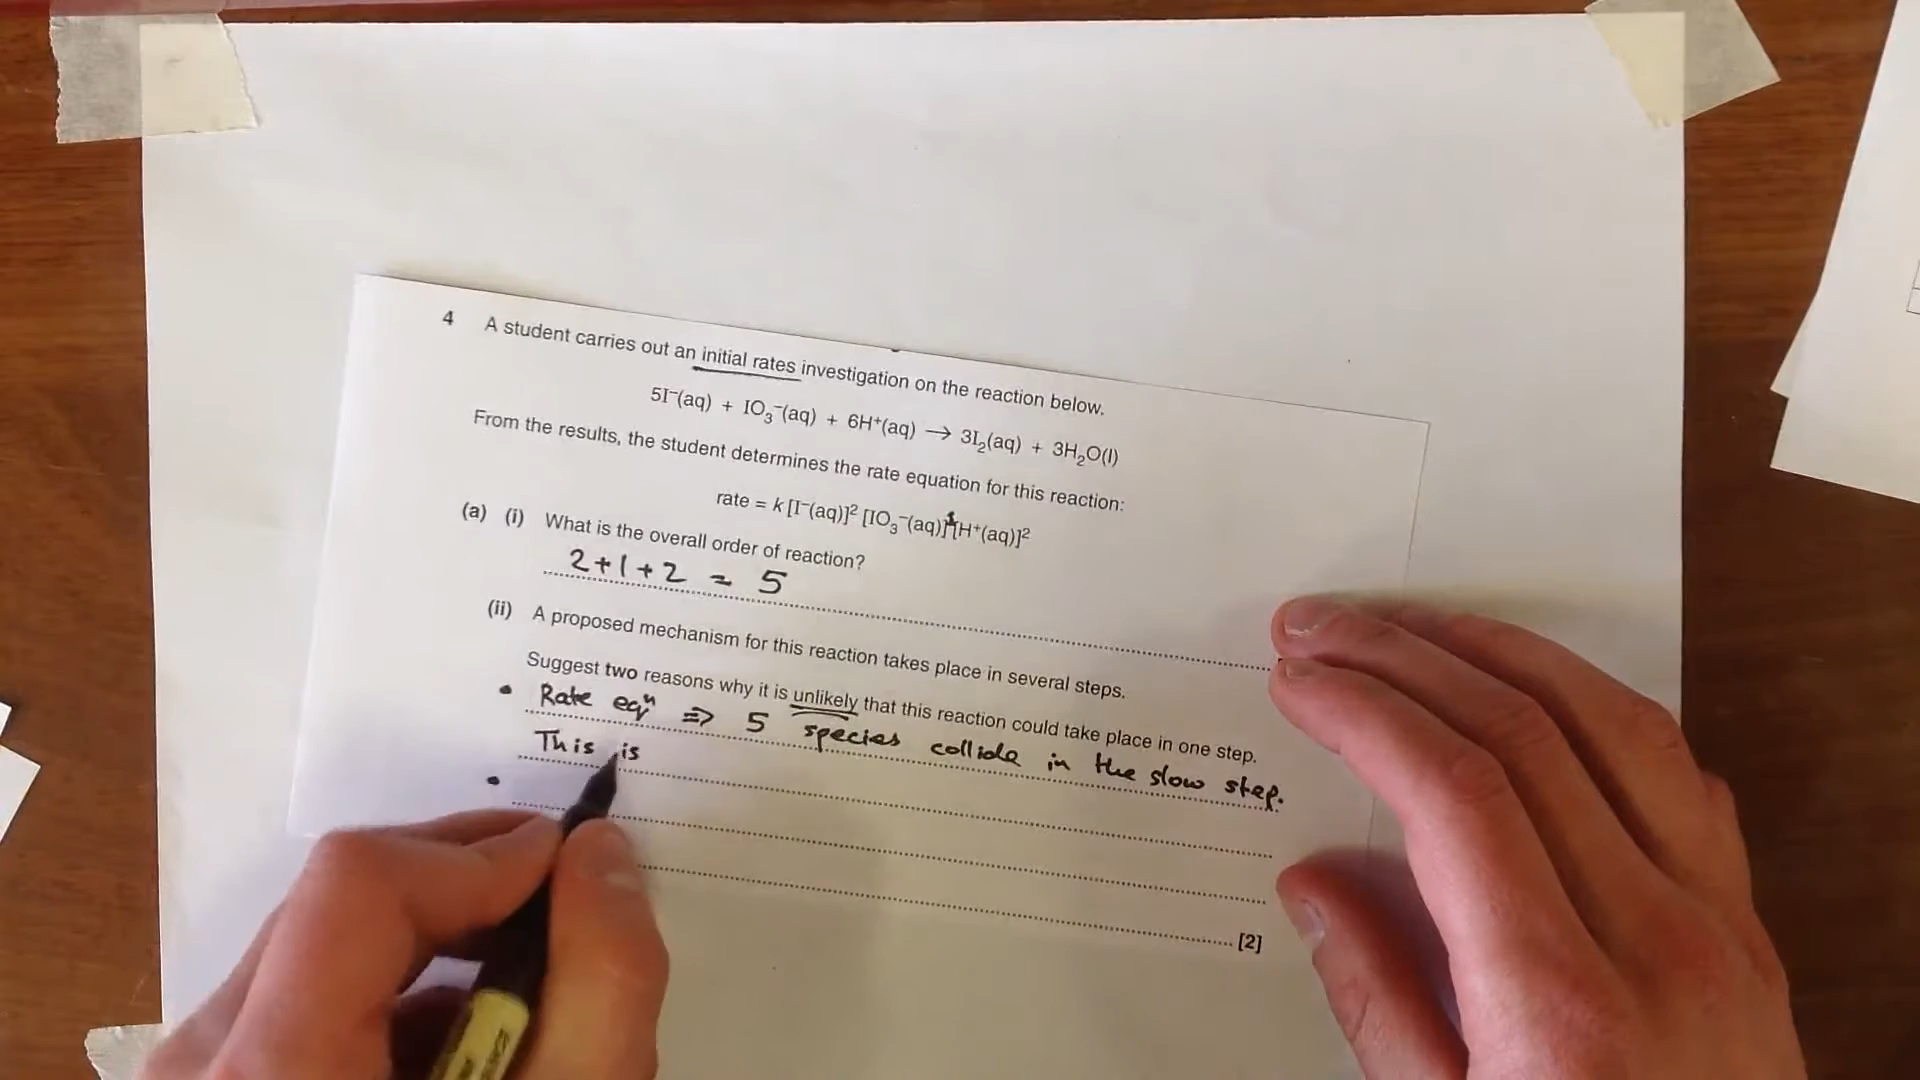 4 A student carries out an initial rates investigation on the reaction below.
5I⁻(aq) + IO₃⁻(aq) + 6H⁺(aq) → 3I₂(aq) + 3H₂O(l)
From the results, the student determines the rate equation for this reaction:
rate = k [I⁻(aq)]² [IO₃⁻(aq)]¹[H⁺(aq)]²
(a) (i) What is the overall order of reaction?
2+1+2 = 5
(ii) A proposed mechanism for this reaction takes place in several steps.
Suggest two reasons why it is unlikely that this reaction could take place in one step.
• Rate eqⁿ ⇒ 5 species collide in the slow step.
This is
•
[2]